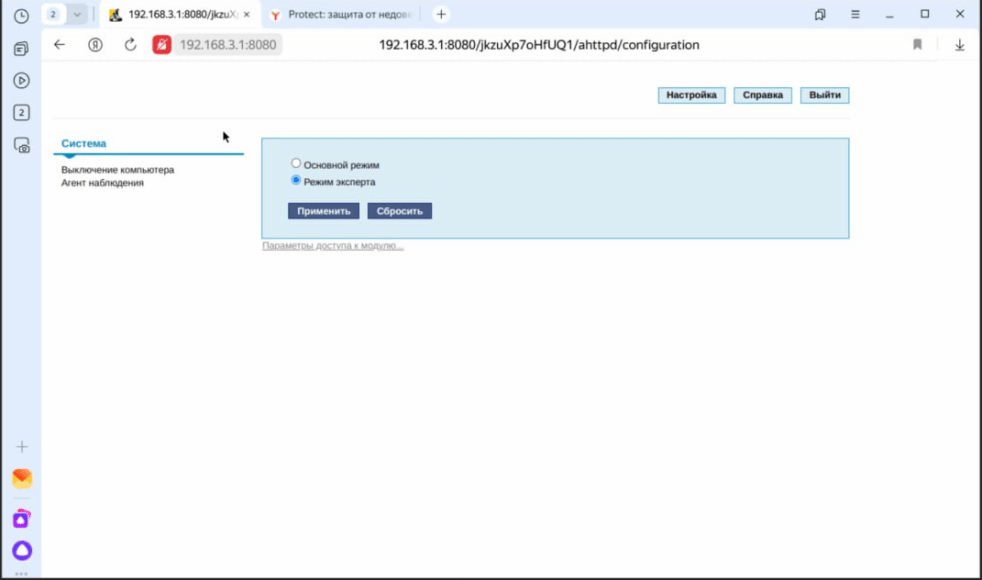 2
192.168.3.1:8080/jkzuX
Protect: защита от недов
192.168.3.1:8080
192.168.3.1:8080/jkzuXp7oHfUQ1/ahttpd/configuration
2
Настройка
Справка
Выйти
Система
Выключение компьютера
Агент наблюдения
Основной режим
Режим эксперта
Применить
Сбросить
Параметры доступа к модулю...